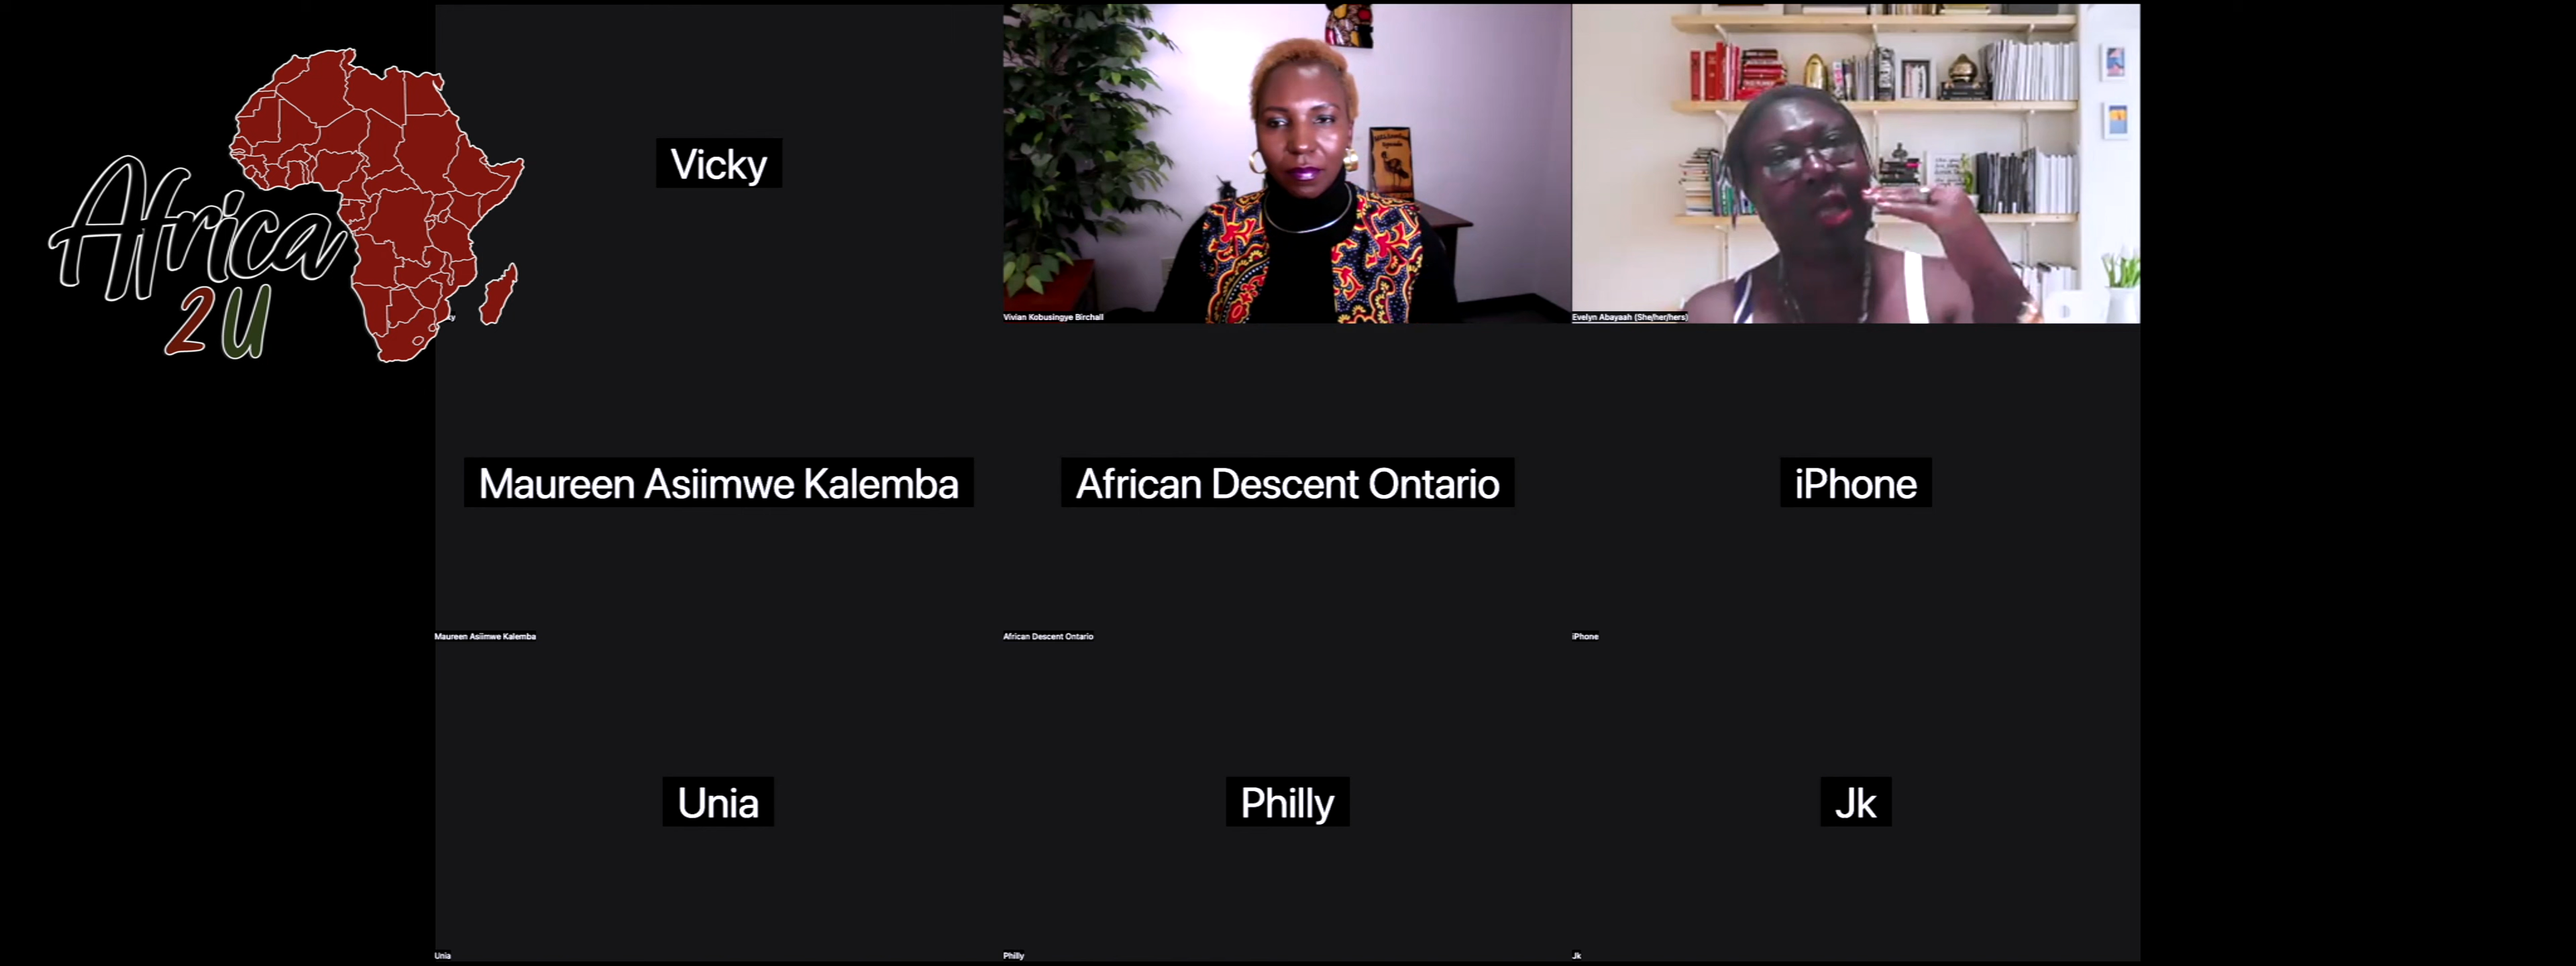 Africa
2U
Vicky
cy
Vivian Kobusingye Birchall
Evelyn Abayaah (She/her/hers)
Maureen Asiimwe Kalemba
African Descent Ontario
iPhone
Maureen Asiimwe Kalemba
African Descent Ontario
iPhone
Unia
Philly
Jk
Unia
Philly
Jk